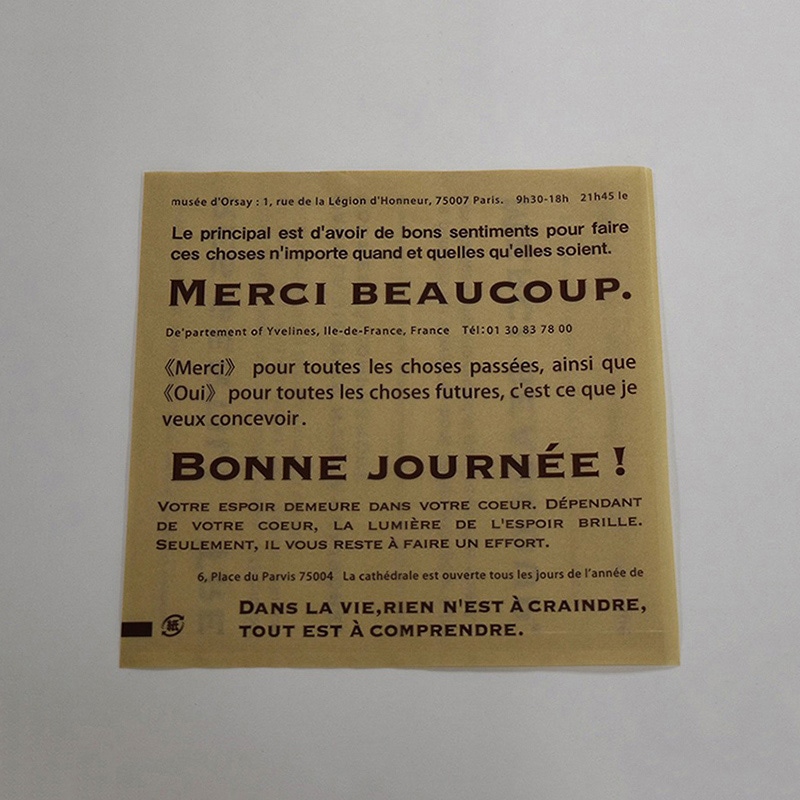 musée d'Orsay : 1, rue de la Légion d'Honneur, 75007 Paris. 9h30-18h 21h45 le
Le principal est d'avoir de bons sentiments pour faire
ces choses n'importe quand et quelles qu'elles soient.
MERCI BEAUCOUP.
De'partement of Yvelines, Ile-de-France, France Tél:01 30 83 78 00
《Merci》 pour toutes les choses passées, ainsi que
《Oui》 pour toutes les choses futures, c'est ce que je
veux concevoir.
BONNE JOURNÉE !
VOTRE ESPOIR DEMEURE DANS VOTRE COEUR. DÉPENDANT
DE VOTRE COEUR, LA LUMIÈRE DE L'ESPOIR BRILLE.
SEULEMENT, IL VOUS RESTE À FAIRE UN EFFORT.
6, Place du Parvis 75004 La cathédrale est ouverte tous les jours de l'année de
DANS LA VIE,RIEN N'EST À CRAINDRE,
TOUT EST À COMPRENDRE.